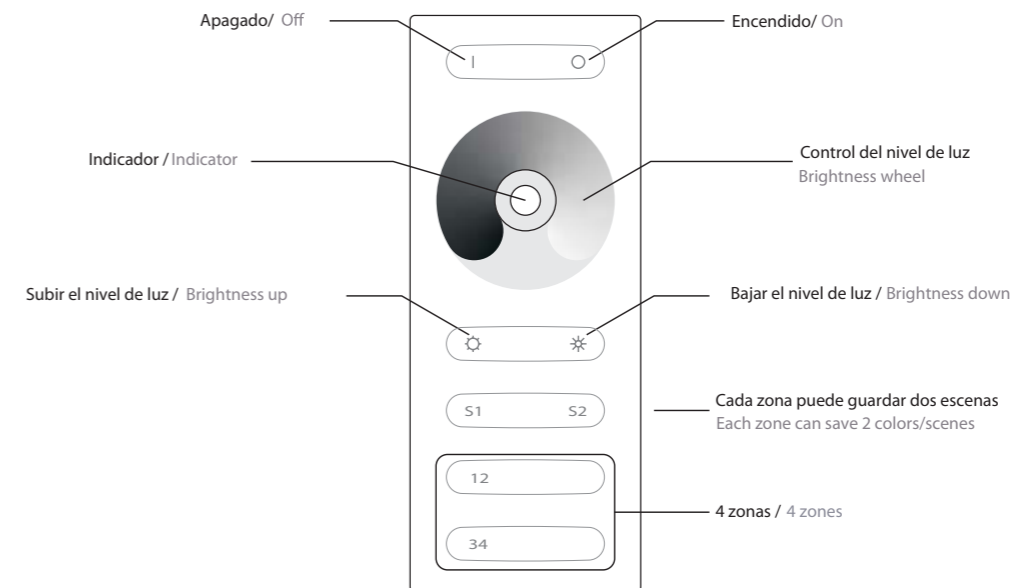 Apagado/ Off
Encendido/ On
I O
Indicador / Indicator
Control del nivel de luz
Brightness wheel
Subir el nivel de luz / Brightness up
Bajar el nivel de luz / Brightness down
S1 S2
Cada zona puede guardar dos escenas
Each zone can save 2 colors/scenes
12
4 zonas / 4 zones
34